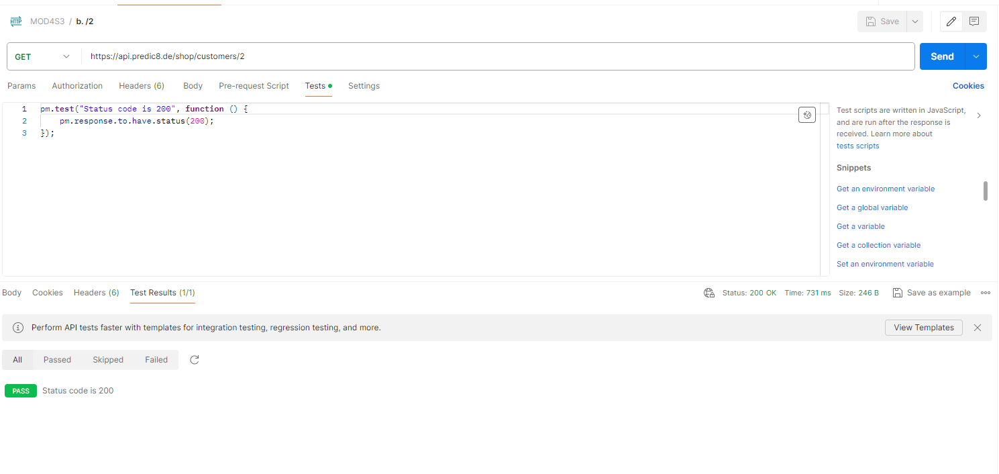 HTTP MOD4S3 / b. /2 Save
GET https://api.predic8.de/shop/customers/2 Send
Params Authorization Headers (6) Body Pre-request Script Tests Settings Cookies
1 pm.test("Status code is 200", function () {
2 pm.response.to.have.status(200);
3 });
Test scripts are written in JavaScript,
and are run after the response is
received. Learn more about
tests scripts
Snippets
Get an environment variable
Get a global variable
Get a variable
Get a collection variable
Set an environment variable
Body Cookies Headers (6) Test Results (1/1) Status: 200 OK Time: 731 ms Size: 246 B Save as example
Perform API tests faster with templates for integration testing, regression testing, and more. View Templates
All Passed Skipped Failed
PASS Status code is 200